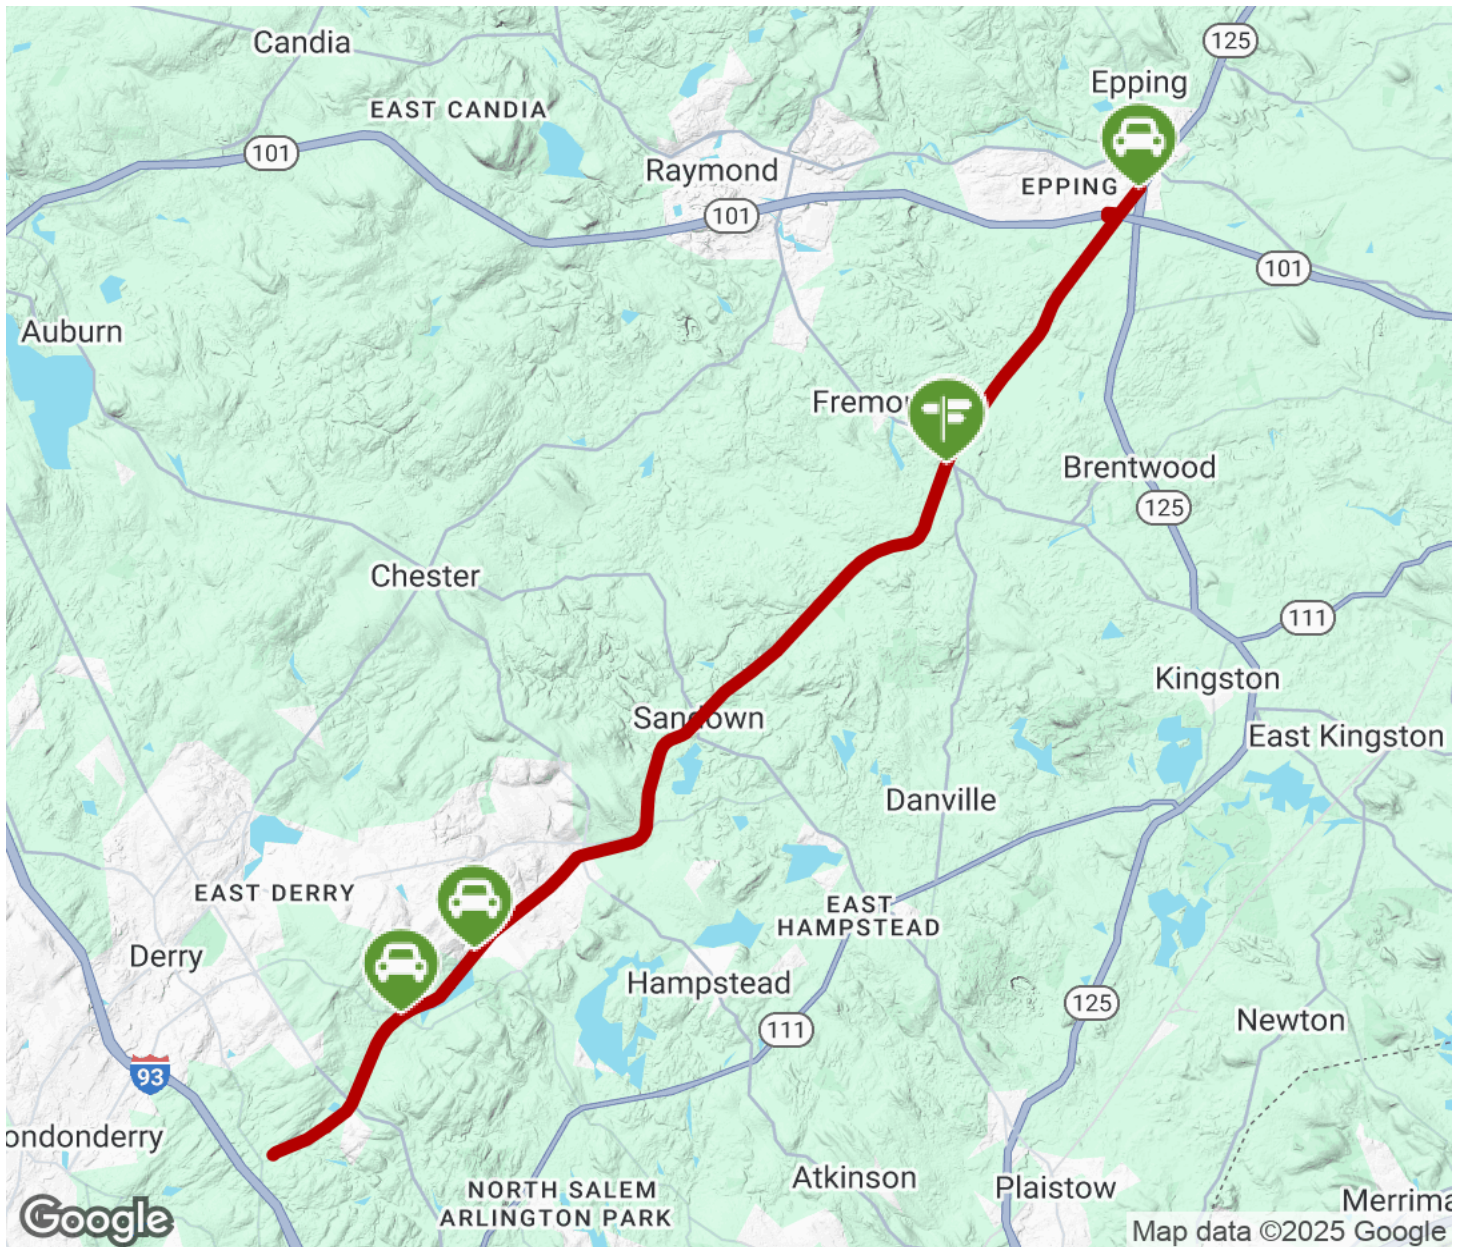 Candia
125
Epping
EAST CANDIA
101
Raymond
EPPING
101
101
Auburn
Fremo
Brentwood
125
Chester
111
Kingston
Sandown
East Kingston
Danville
EAST DERRY
EAST
HAMPSTEAD
Derry
Hampstead
125
Newton
111
93
ondonderry
Atkinson
Plaistow
NORTH SALEM
ARLINGTON PARK
Merrima
Google
Map data ©2025 Google